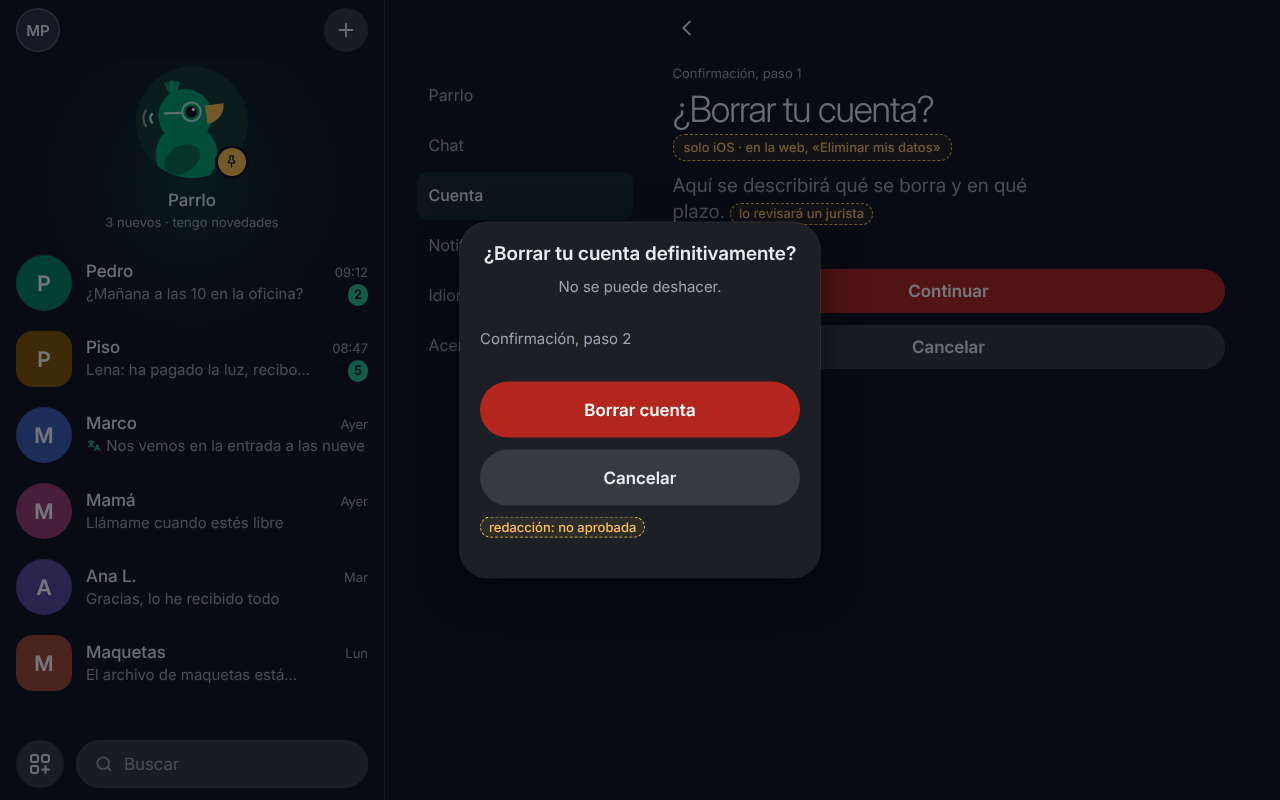 MP
Parrlo
3 nuevos · tengo novedades
P
Pedro
09:12
¿Mañana a las 10 en la oficina?
2
P
Piso
08:47
Lena: ha pagado la luz, recibo...
5
M
Marco
Ayer
Nos vemos en la entrada a las nueve
M
Mamá
Ayer
Llámame cuando estés libre
A
Ana L.
Mar
Gracias, lo he recibido todo
M
Maquetas
Lun
El archivo de maquetas está...
Buscar
Parrlo
Chat
Cuenta
Confirmación, paso 1
¿Borrar tu cuenta?
solo iOS · en la web, «Eliminar mis datos»
Aquí se describirá qué se borra y en qué
plazo. lo revisará un jurista
Continuar
Cancelar
¿Borrar tu cuenta definitivamente?
No se puede deshacer.
Confirmación, paso 2
Borrar cuenta
Cancelar
redacción: no aprobada